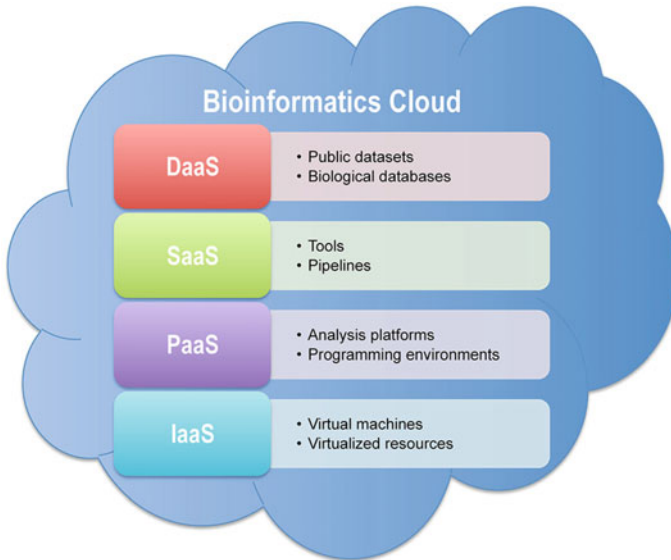 Bioinformatics Cloud
DaaS
• Public datasets
• Biological databases
SaaS
• Tools
• Pipelines
PaaS
• Analysis platforms
• Programming environments
IaaS
• Virtual machines
• Virtualized resources